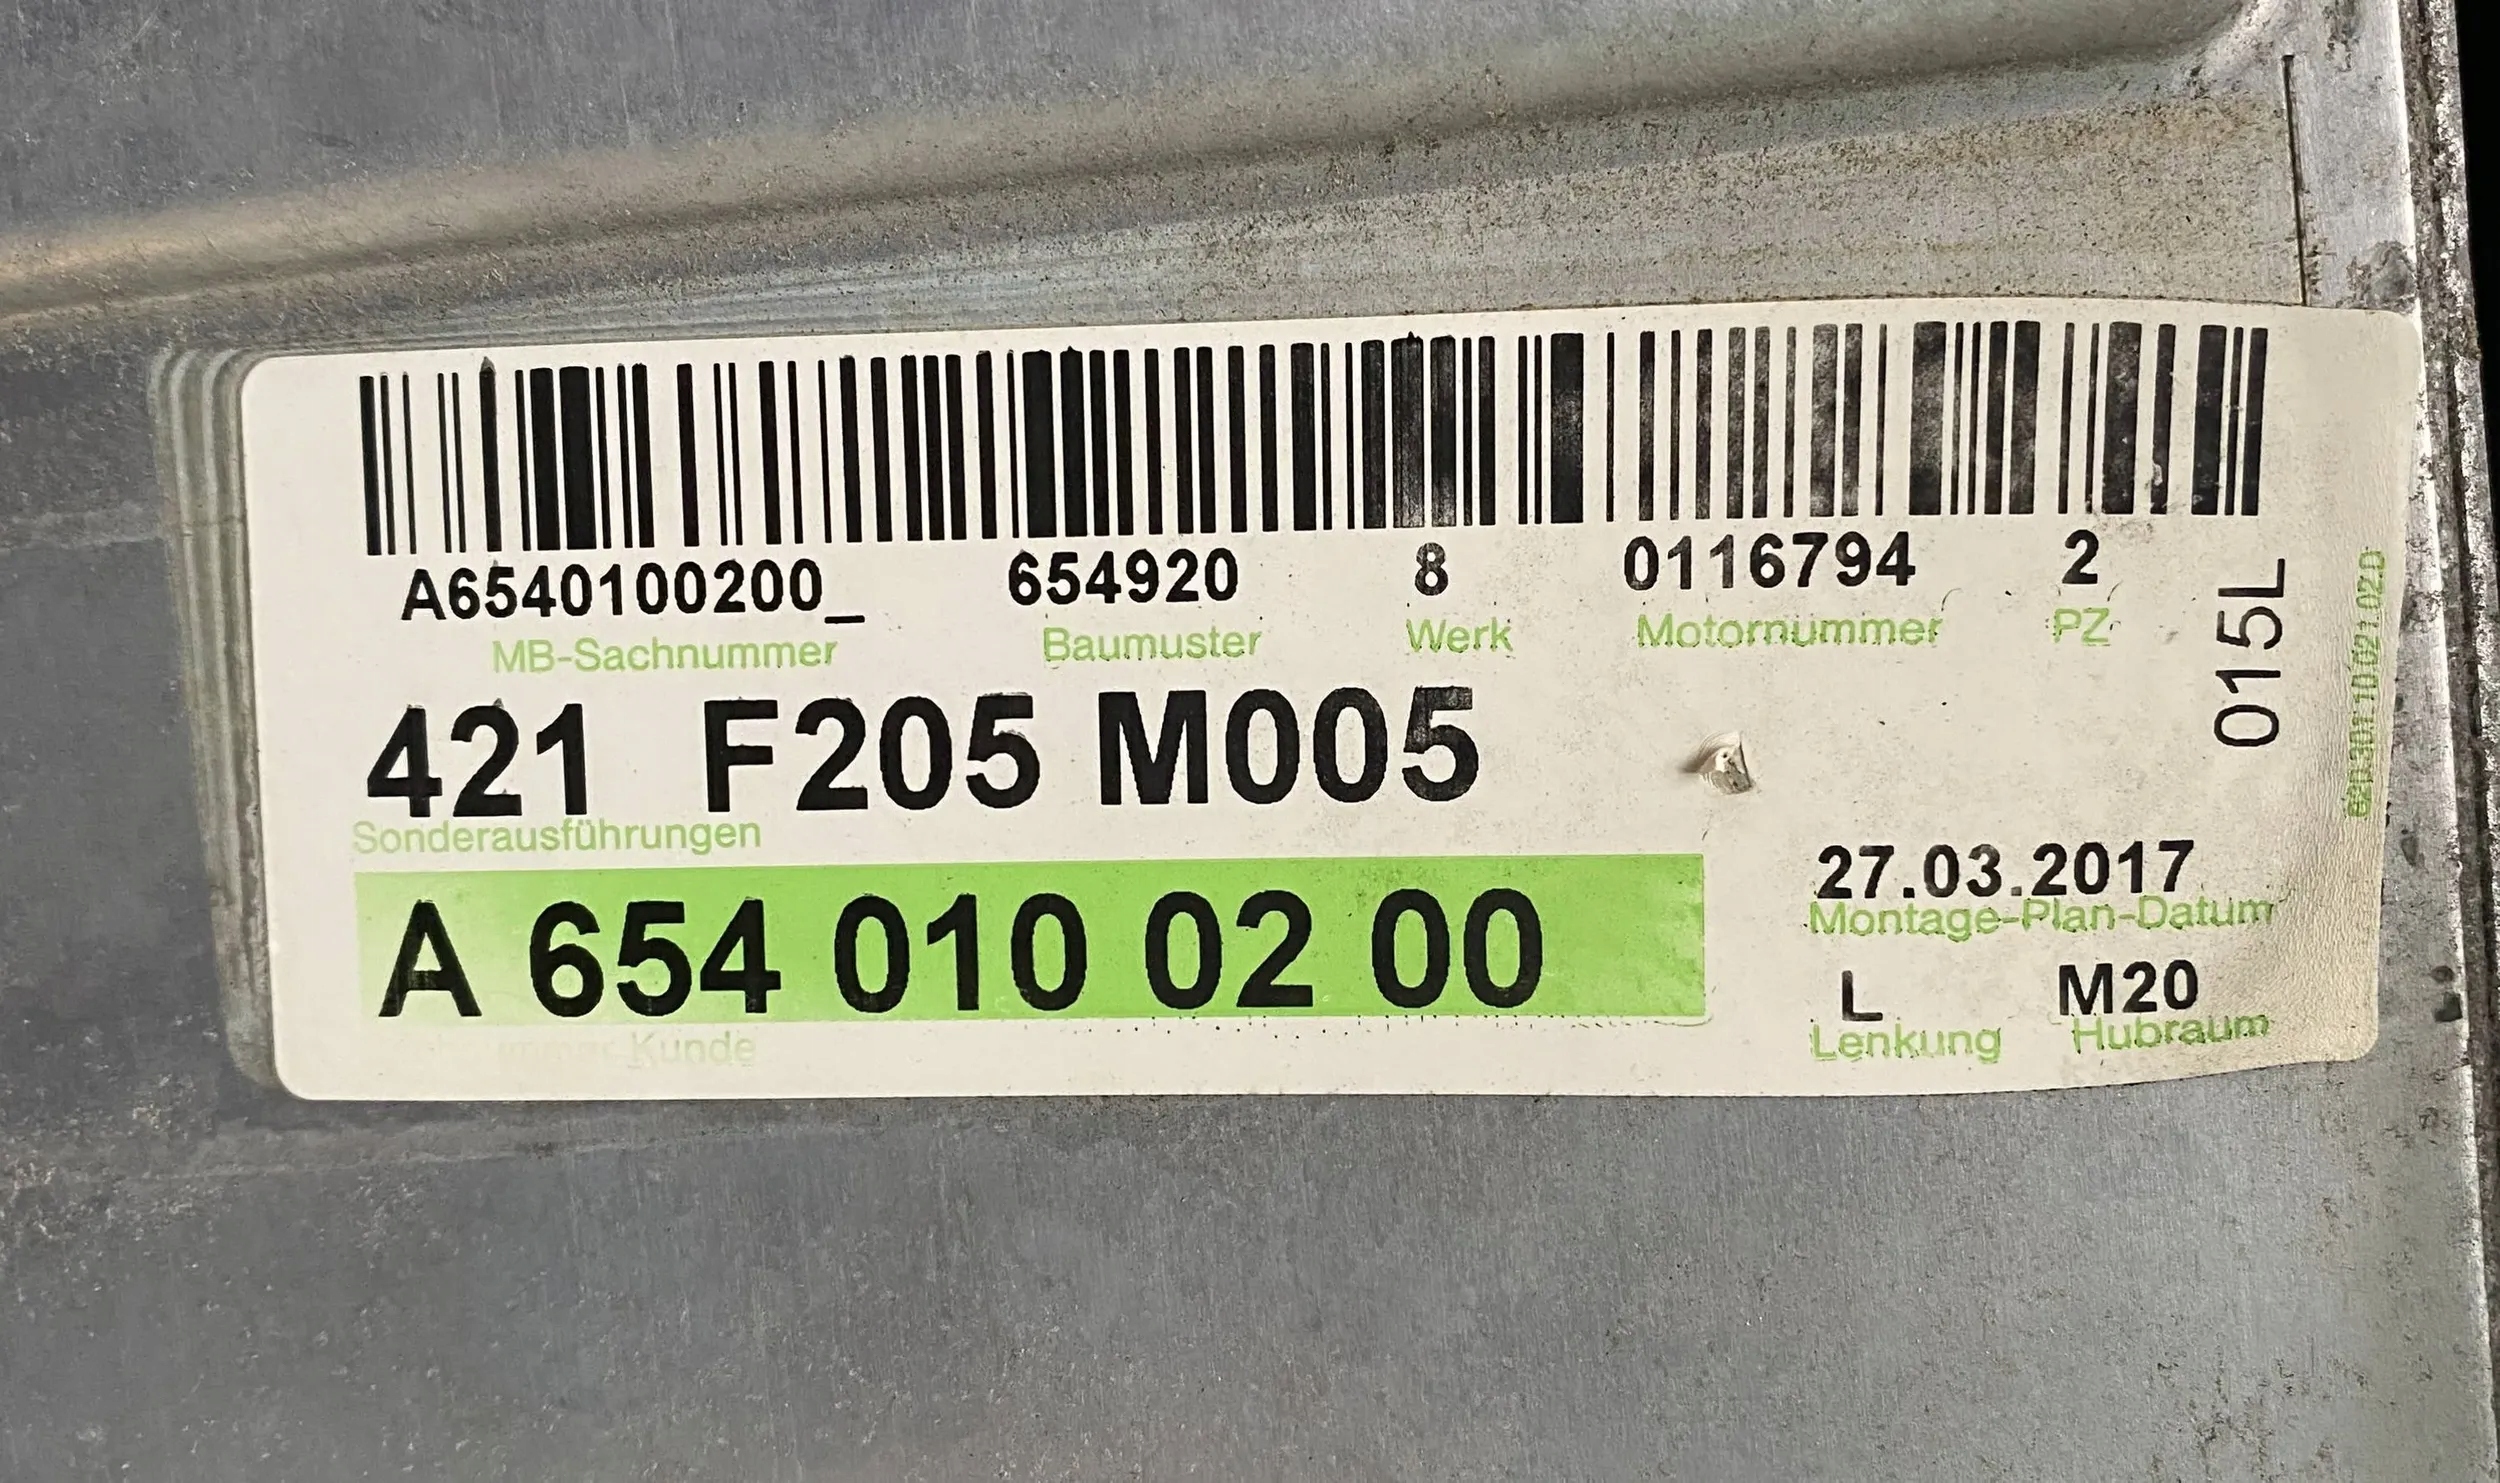 A6540100200_ 654920 8 0116794 2
MB-Sachnummer Baumuster Werk Motornummer PZ
015L
421 F205 M005
Sonderausführungen
27.03.2017
Montage-Plan-Datum
A 654 010 02 00
L M20
Kunde
Lenkung Hubraum